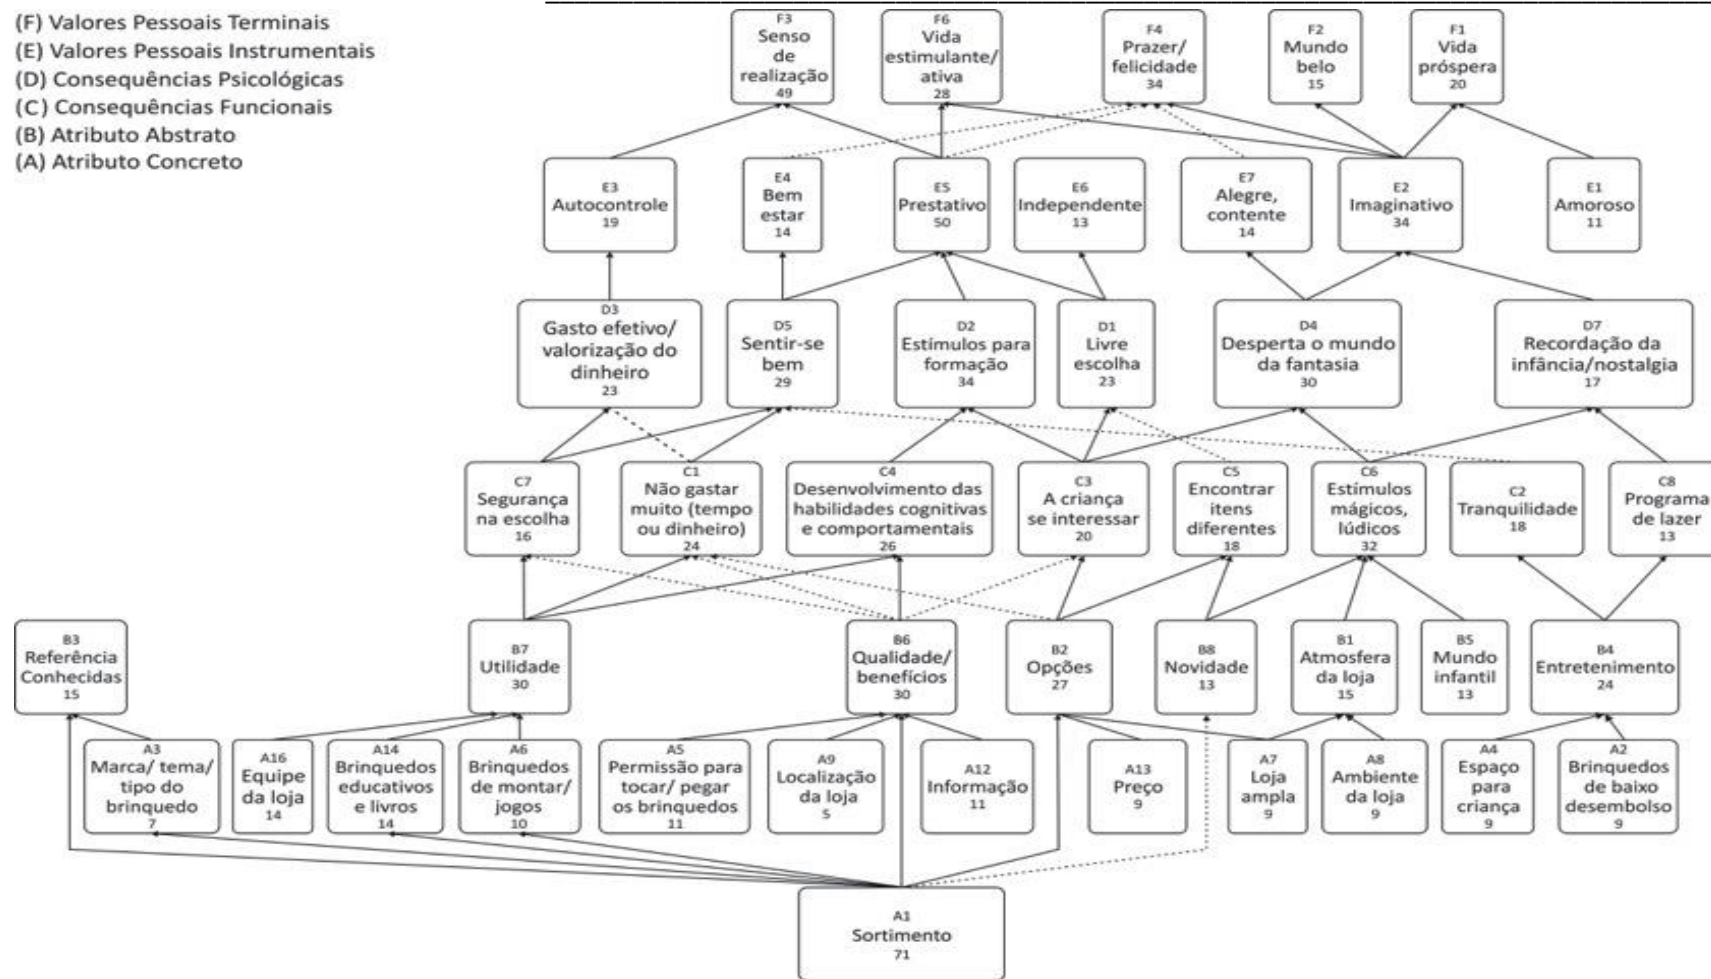 (F) Valores Pessoais Terminais
(E) Valores Pessoais Instrumentais
(D) Consequências Psicológicas
(C) Consequências Funcionais
(B) Atributo Abstrato
(A) Atributo Concreto
F3
Senso
de
realização
49
F6
Vida
estimulante/
ativa
28
F4
Prazer/
felicidade
34
F2
Mundo
belo
15
F1
Vida
próspera
20
E3
Autocontrole
19
E4
Bem
estar
14
E5
Prestativo
50
E6
Independente
13
E7
Alegre,
contente
14
E2
Imaginativo
34
E1
Amoroso
11
D3
Gasto efetivo/
valorização do
dinheiro
23
D5
Sentir-se
bem
29
D2
Estímulos para
formação
34
D1
Livre
escolha
23
D4
Desperta o mundo
da fantasia
30
D7
Recordação da
infância/nostalgia
17
C7
Segurança
na escolha
16
C1
Não gastar
muito (tempo
ou dinheiro)
24
C4
Desenvolvimento das
habilidades cognitivas
e comportamentais
26
C3
A criança
se interessar
20
C5
Encontrar
itens
diferentes
18
C6
Estímulos
mágicos,
lúdicos
32
C2
Tranquilidade
18
C8
Programa
de lazer
13
B3
Referência
Conhecidas
15
B7
Utilidade
30
B6
Qualidade/
benefícios
30
B2
Opções
27
B8
Novidade
13
B1
Atmosfera
da loja
15
B5
Mundo
infantil
13
B4
Entretenimento
24
A3
Marca/ tema/
tipo do
brinquedo
7
A16
Equipe
da loja
14
A14
Brinquedos
educativos
e livros
14
A6
Brinquedos
de montar/
jogos
10
A5
Permissão para
tocar/ pegar
os brinquedos
11
A9
Localização
da loja
5
A12
Informação
11
A13
Preço
9
A7
Loja
ampla
9
A8
Ambiente
da loja
9
A4
Espaço
para
criança
9
A2
Brinquedos
de baixo
desembolso
9
A1
Sortimento
71